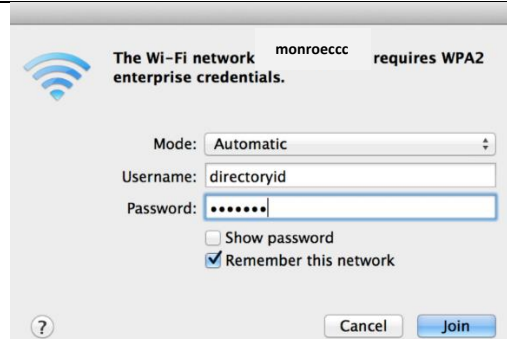 The Wi-Fi network monroeccc requires WPA2
enterprise credentials.
Mode: Automatic
Username: directoryid
Password: •••••••
Show password
Remember this network
? Cancel Join